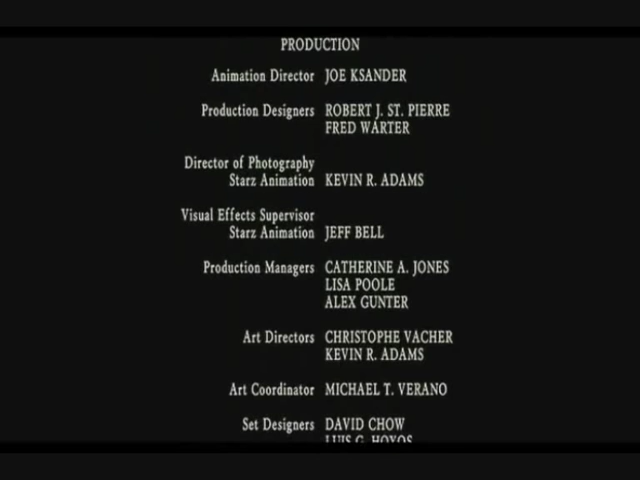 PRODUCTION
Animation Director JOE KSANDER
Production Designers ROBERT J. ST. PIERRE
FRED WARTER
Director of Photography
Starz Animation KEVIN R. ADAMS
Visual Effects Supervisor
Starz Animation JEFF BELL
Production Managers CATHERINE A. JONES
LISA POOLE
ALEX GUNTER
Art Directors CHRISTOPHE VACHER
KEVIN R. ADAMS
Art Coordinator MICHAEL T. VERANO
Set Designers DAVID CHOW
LUIS G. HOYOS